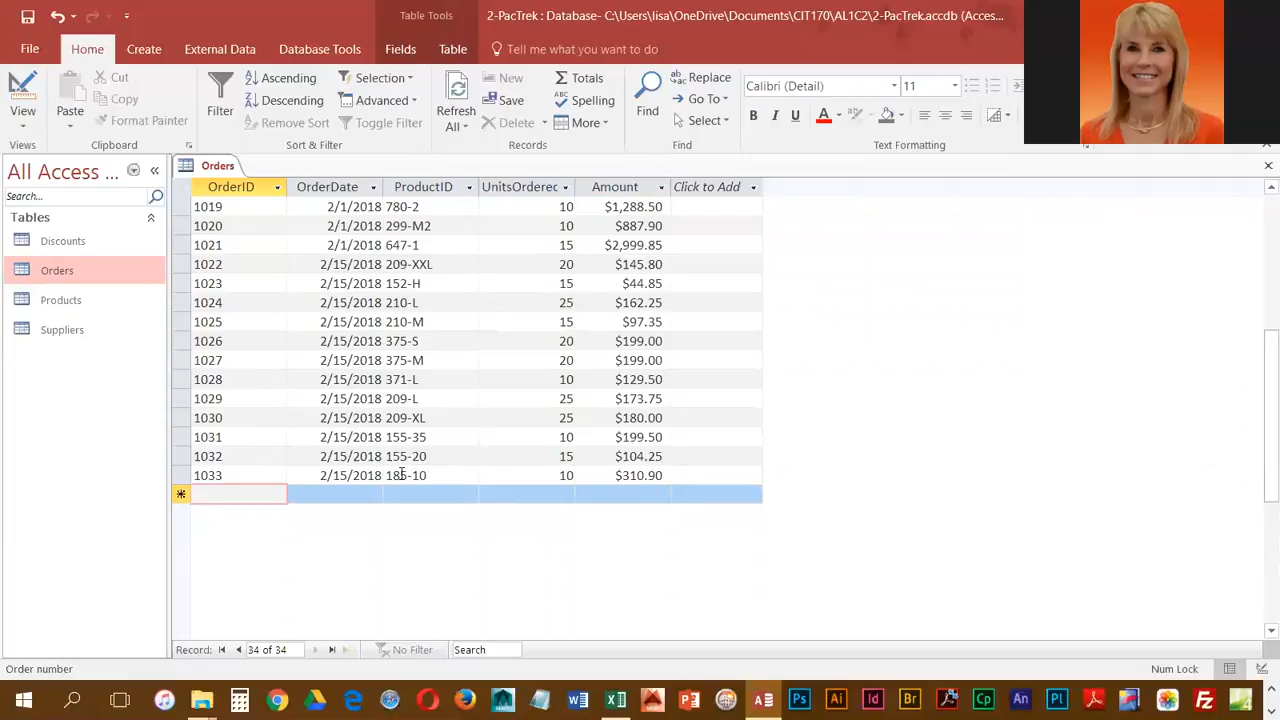 Table Tools
2-PacTrek : Database- C:\Users\lisa\OneDrive\Documents\CIT170\AL1C2\2-PacTrek.accdb (Acces...
File Home Create External Data Database Tools Fields Table Tell me what you want to do
View
Views
Paste
Cut
Copy
Format Painter
Clipboard
Filter
Ascending
Descending
Remove Sort
Selection
Advanced
Toggle Filter
Sort & Filter
Refresh
All
New
Save
Delete
Totals
Spelling
More
Records
Find
Replace
Go To
Select
Find
Calibri (Detail) 11
B I U A
Text Formatting
All Access ...
Search...
Tables
Discounts
Orders
Products
Suppliers
Orders
OrderID OrderDate ProductID UnitsOrdered Amount Click to Add
1019 2/1/2018 780-2 10 $1,288.50
1020 2/1/2018 299-M2 10 $887.90
1021 2/1/2018 647-1 15 $2,999.85
1022 2/15/2018 209-XXL 20 $145.80
1023 2/15/2018 152-H 15 $44.85
1024 2/15/2018 210-L 25 $162.25
1025 2/15/2018 210-M 15 $97.35
1026 2/15/2018 375-S 20 $199.00
1027 2/15/2018 375-M 20 $199.00
1028 2/15/2018 371-L 10 $129.50
1029 2/15/2018 209-L 25 $173.75
1030 2/15/2018 209-XL 25 $180.00
1031 2/15/2018 155-35 10 $199.50
1032 2/15/2018 155-20 15 $104.25
1033 2/15/2018 185-10 10 $310.90
Record: 34 of 34 No Filter Search
Order number
Num Lock
Ps Ai Id Br Cp An Pl